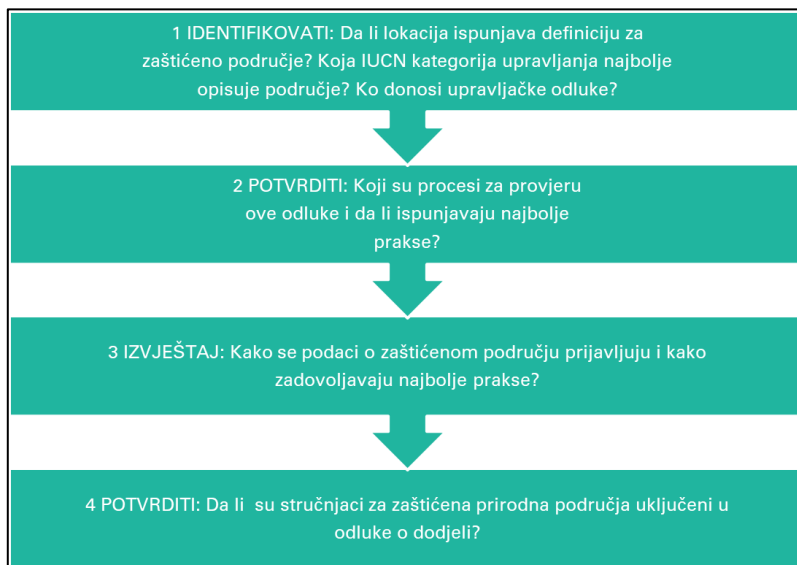 1 IDENTIFIKOVATI: Da li lokacija ispunjava definiciju za
zaštićeno područje? Koja IUCN kategorija upravljanja najbolje
opisuje područje? Ko donosi upravljačke odluke?
2 POTVRDITI: Koji su procesi za provjeru
ove odluke i da li ispunjavaju najbolje
prakse?
3 IZVJEŠTAJ: Kako se podaci o zaštićenom području prijavljuju i kako
zadovoljavaju najbolje prakse?
4 POTVRDITI: Da li  su stručnjaci za zaštićena prirodna područja uključeni u
odluke o dodjeli?